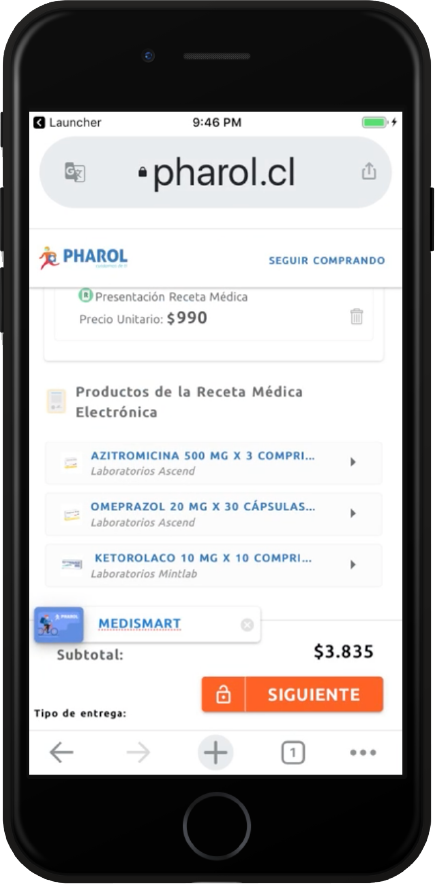 Launcher
9:46 PM
pharol.cl
PHAROL
SEGUIR COMPRANDO
Presentación Receta Médica
Precio Unitario: $990
Productos de la Receta Médica
Electrónica
AZITROMICINA 500 MG X 3 COMPRI...
Laboratorios Ascend
OMEPRAZOL 20 MG X 30 CÁPSULAS...
Laboratorios Ascend
KETOROLACO 10 MG X 10 COMPRI...
Laboratorios Mintlab
PHAROL
MEDISMART
Subtotal:
$3.835
SIGUIENTE
Tipo de entrega:
1